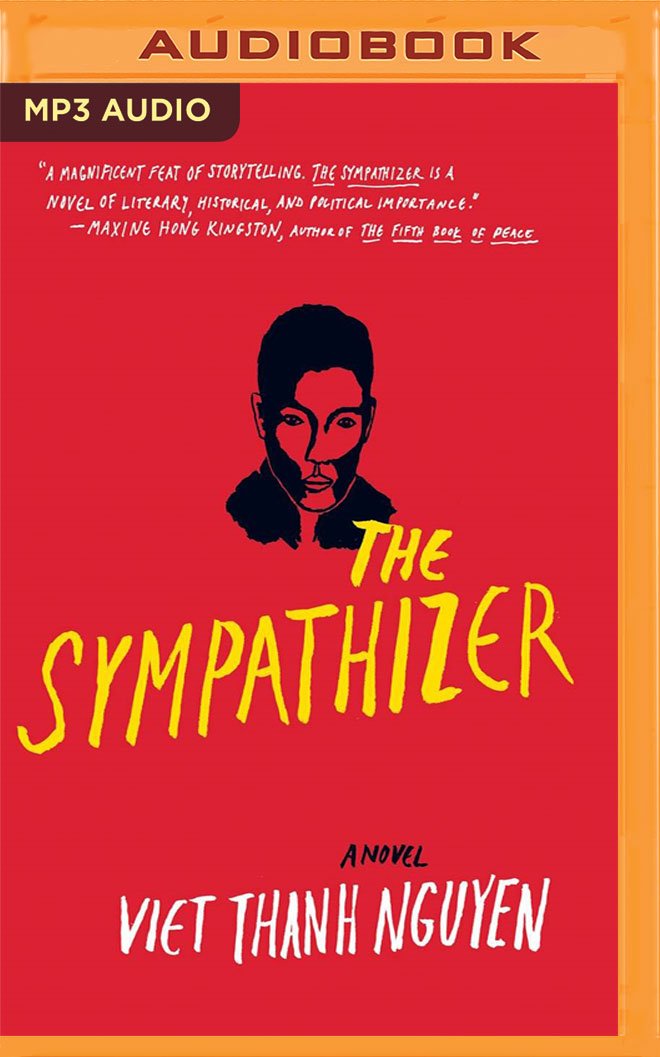 AUDIOBOOK
MP3 AUDIO
"A MAGNIFICENT FEAT OF STORYTELLING. THE SYMPATHIZER IS A
NOVEL OF LITERARY, HISTORICAL, AND POLITICAL IMPORTANCE."
—MAXINE HONG KINGSTON, AUTHOR OF THE FIFTH BOOK OF PEACE
THE
SYMPATHIZER
A NOVEL
VIET THANH NGUYEN